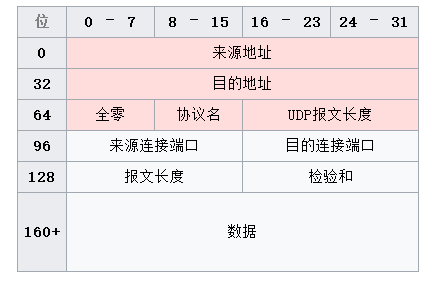 位 0 - 7 8 - 15 16 - 23 24 - 31
0 来源地址
32 目的地址
64 全零 协议名 UDP报文长度
96 来源连接端口 目的连接端口
128 报文长度 检验和
160+ 数据